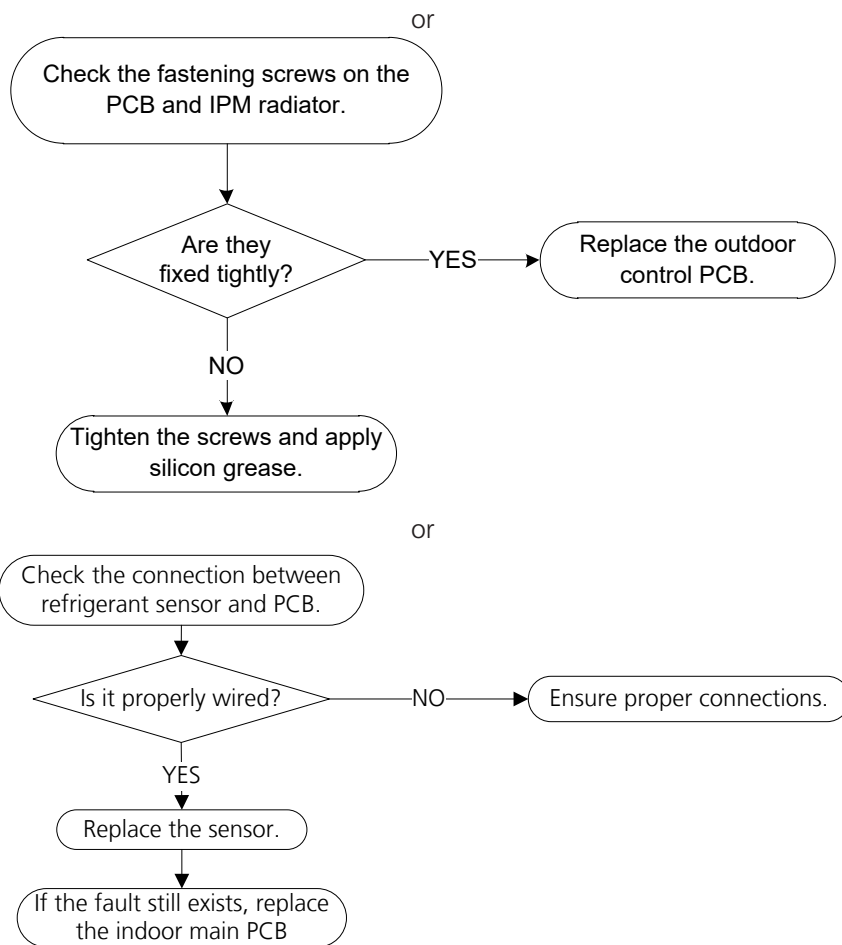 or
Check the fastening screws on the
PCB and IPM radiator.
Are they
fixed tightly?
YES
Replace the outdoor
control PCB.
NO
Tighten the screws and apply
silicon grease.
or
Check the connection between
refrigerant sensor and PCB.
Is it properly wired?
NO
Ensure proper connections.
YES
Replace the sensor.
If the fault still exists, replace
the indoor main PCB